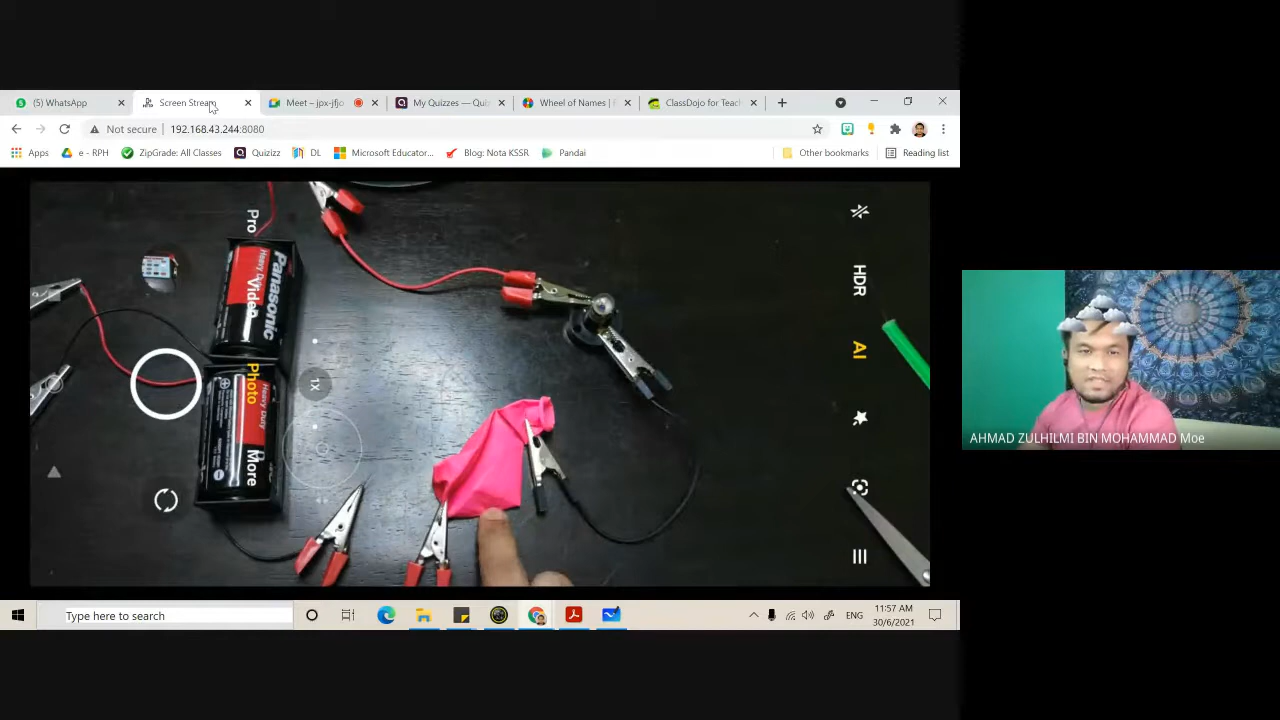 (5) WhatsApp
Screen Stream
Meet – jpx-jfjo
My Quizzes — Qui
Wheel of Names |
ClassDojo for Teach
Not secure
192.168.43.244:8080
Apps
e - RPH
ZipGrade: All Classes
Quizizz
DL
Microsoft Educator...
Blog: Nota KSSR
Pandai
Other bookmarks
Reading list
Pro
Video
Photo
More
Panasonic
Heavy Duty
Heavy Duty
1X
HDR
AI
AHMAD ZULHILMI BIN MOHAMMAD Moe
Type here to search
ENG
11:57 AM
30/6/2021